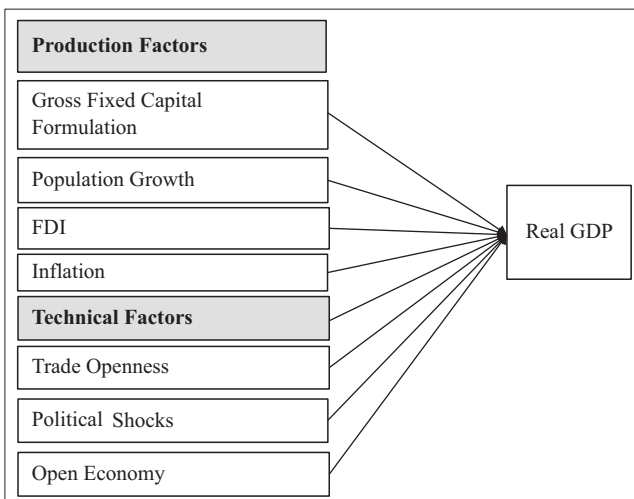 Production Factors
Gross Fixed Capital
Formulation
Population Growth
FDI
Inflation
Technical Factors
Trade Openness
Political Shocks
Open Economy
Real GDP